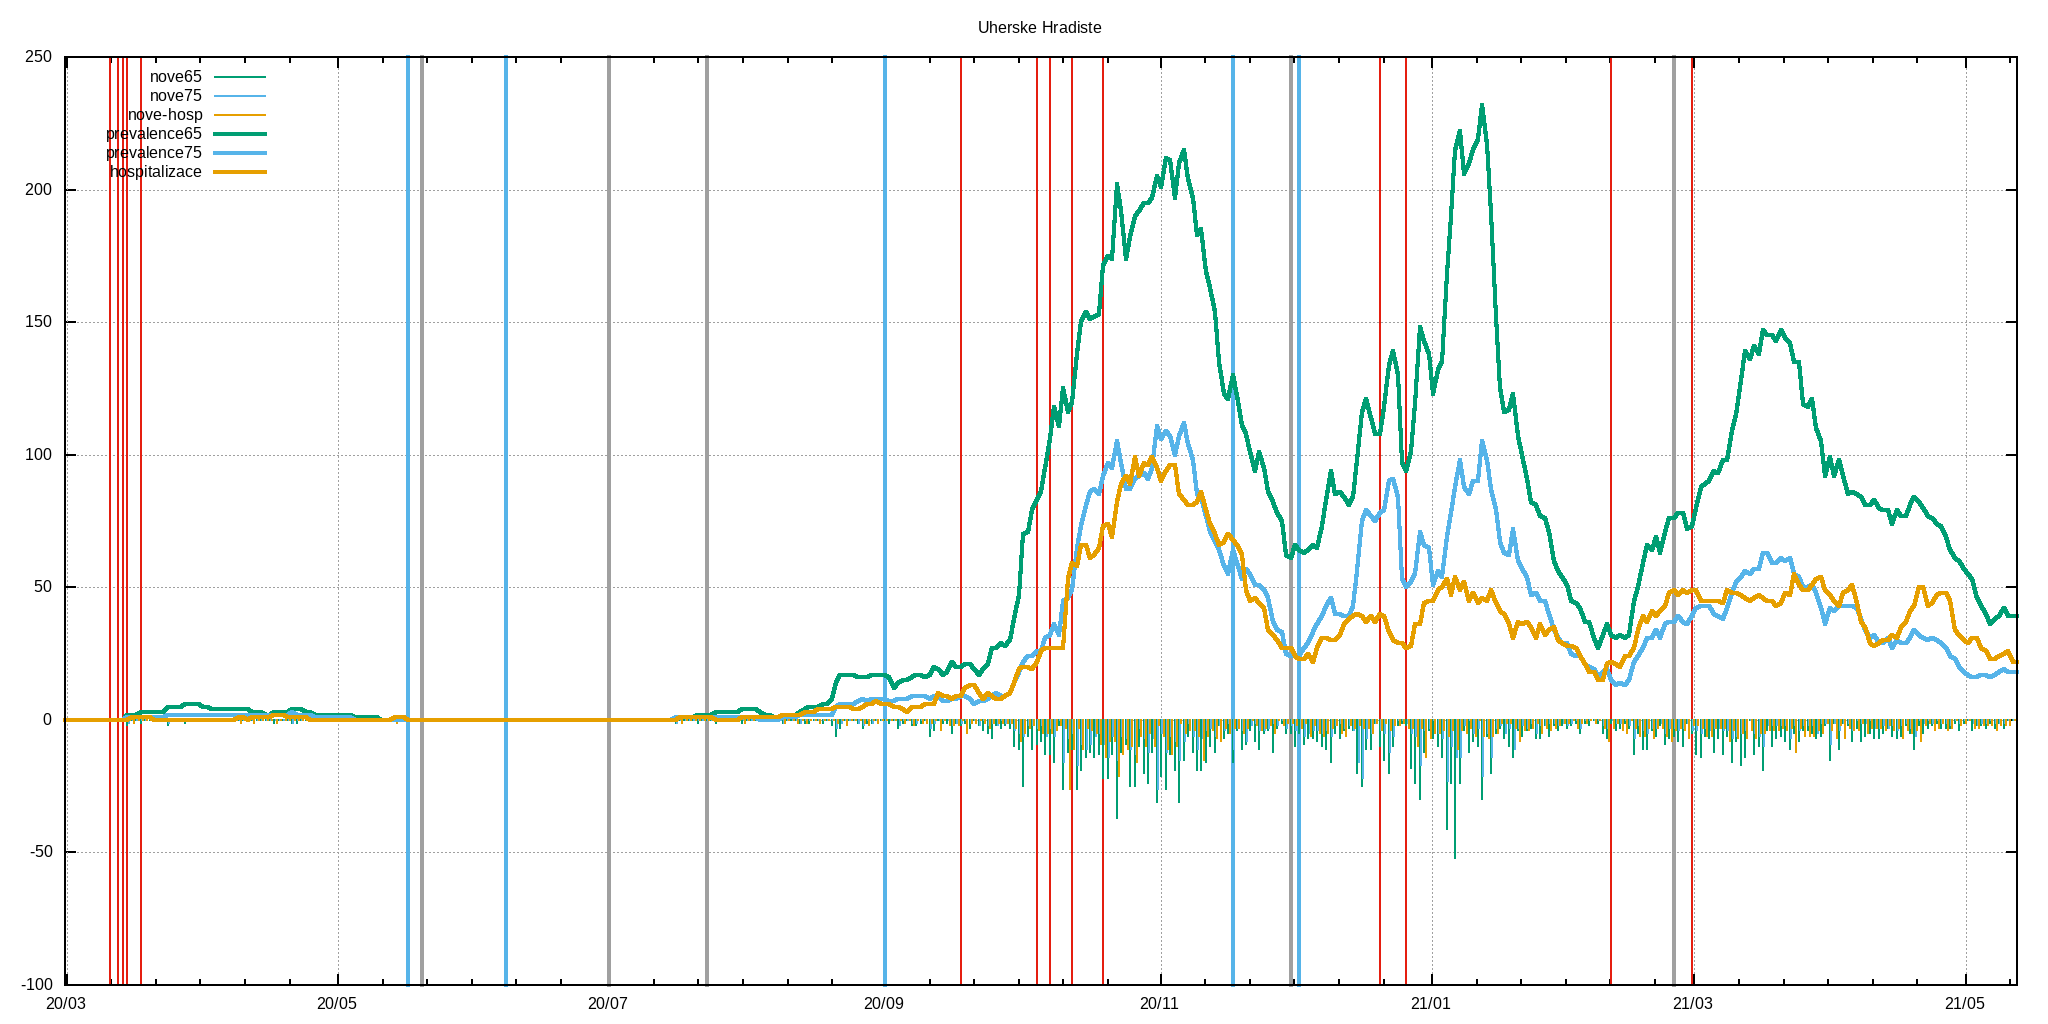 Uherske Hradiste
250
200
150
100
50
0
-50
-100
nove65
nove75
nove-hosp
prevalence65
prevalence75
hospitalizace
20/03 20/05 20/07 20/09 20/11 21/01 21/03 21/05